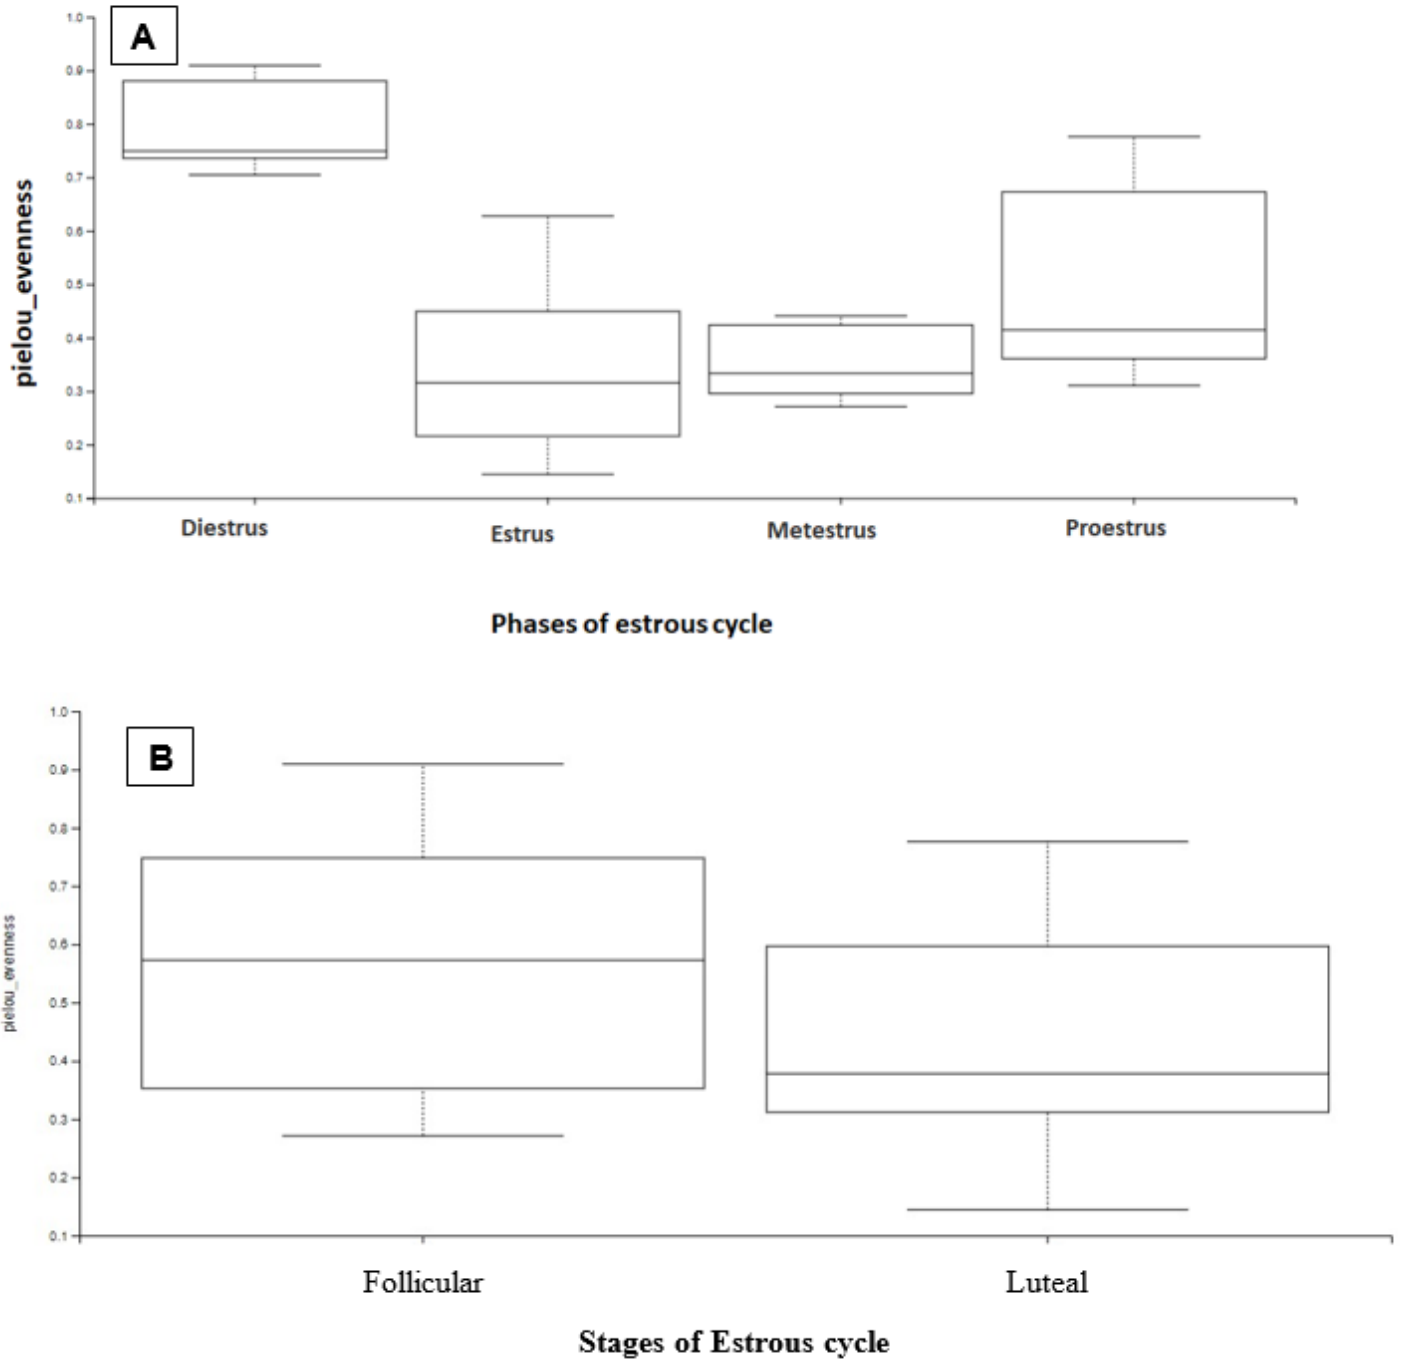 A
1.0
0.9
0.8
0.7
0.6
0.5
0.4
0.3
0.2
0.1
pielou_evenness
Diestrus Estrus Metestrus Proestrus
Phases of estrous cycle
B
1.0
0.9
0.8
0.7
0.6
0.5
0.4
0.3
0.2
0.1
pielou_evenness
Follicular Luteal
Stages of Estrous cycle